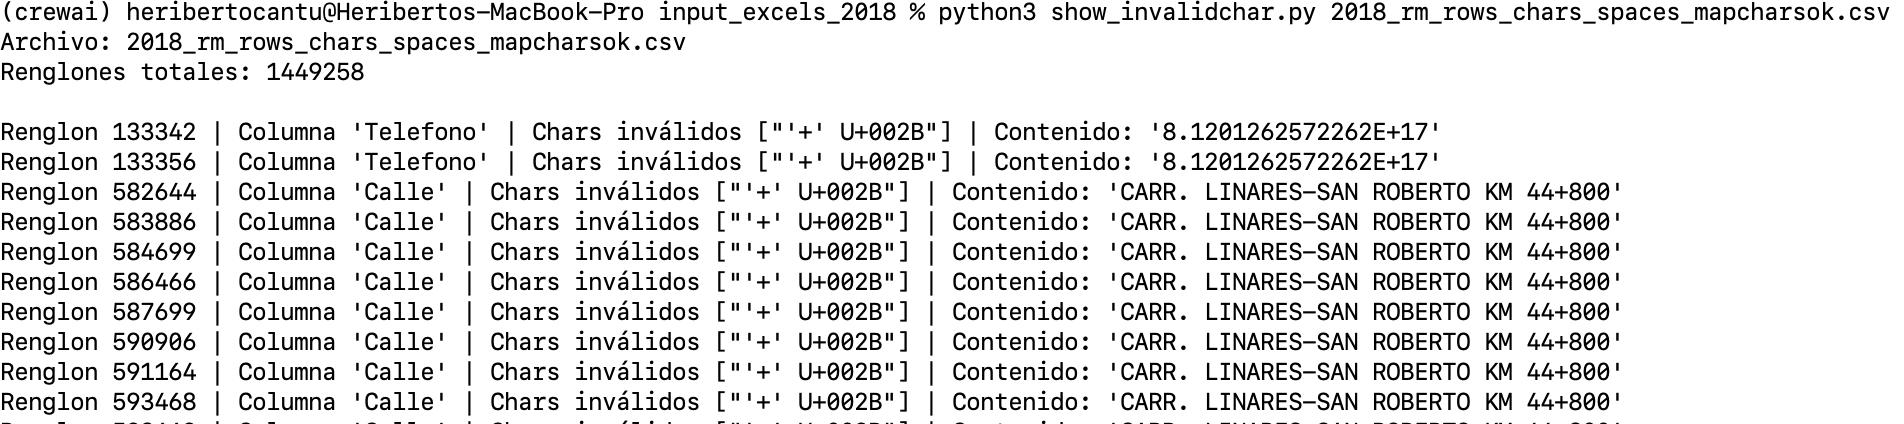 (crewai) heribertocantu@Heribertos-MacBook-Pro input_excels_2018 % python3 show_invalidchar.py 2018_rm_rows_chars_spaces_mapcharsok.csv
Archivo: 2018_rm_rows_chars_spaces_mapcharsok.csv
Renglones totales: 1449258
Renglon 133342 | Columna 'Telefono' | Chars inválidos ["'+' U+002B"] | Contenido: '8.1201262572262E+17'
Renglon 133356 | Columna 'Telefono' | Chars inválidos ["'+' U+002B"] | Contenido: '8.1201262572262E+17'
Renglon 582644 | Columna 'Calle' | Chars inválidos ["'+' U+002B"] | Contenido: 'CARR. LINARES-SAN ROBERTO KM 44+800'
Renglon 583886 | Columna 'Calle' | Chars inválidos ["'+' U+002B"] | Contenido: 'CARR. LINARES-SAN ROBERTO KM 44+800'
Renglon 584699 | Columna 'Calle' | Chars inválidos ["'+' U+002B"] | Contenido: 'CARR. LINARES-SAN ROBERTO KM 44+800'
Renglon 586466 | Columna 'Calle' | Chars inválidos ["'+' U+002B"] | Contenido: 'CARR. LINARES-SAN ROBERTO KM 44+800'
Renglon 587699 | Columna 'Calle' | Chars inválidos ["'+' U+002B"] | Contenido: 'CARR. LINARES-SAN ROBERTO KM 44+800'
Renglon 590906 | Columna 'Calle' | Chars inválidos ["'+' U+002B"] | Contenido: 'CARR. LINARES-SAN ROBERTO KM 44+800'
Renglon 591164 | Columna 'Calle' | Chars inválidos ["'+' U+002B"] | Contenido: 'CARR. LINARES-SAN ROBERTO KM 44+800'
Renglon 593468 | Columna 'Calle' | Chars inválidos ["'+' U+002B"] | Contenido: 'CARR. LINARES-SAN ROBERTO KM 44+800'